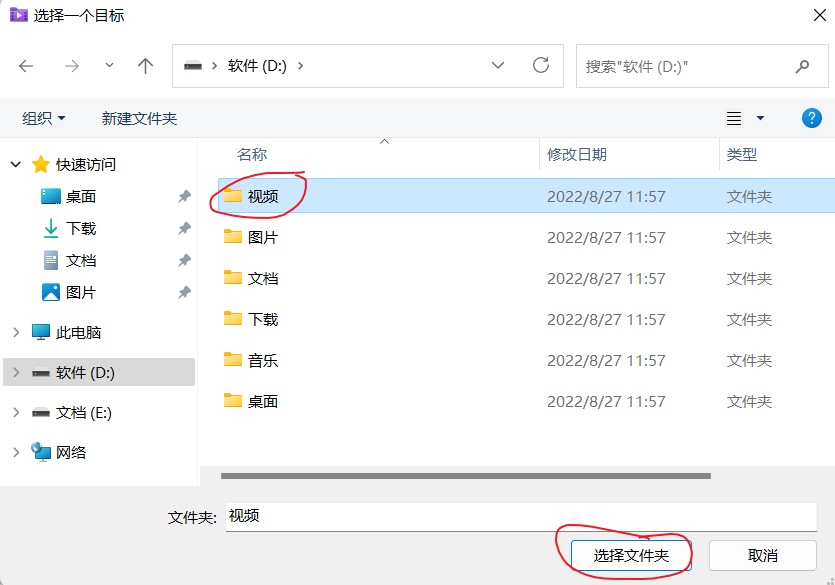 选择一个目标
软件 (D:)
搜索"软件 (D:)"
组织 新建文件夹
名称 修改日期 类型
快速访问
桌面
下载
文档
图片
此电脑
软件 (D:)
文档 (E:)
网络
视频 2022/8/27 11:57 文件夹
图片 2022/8/27 11:57 文件夹
文档 2022/8/27 11:57 文件夹
下载 2022/8/27 11:57 文件夹
音乐 2022/8/27 11:57 文件夹
桌面 2022/8/27 11:57 文件夹
文件夹: 视频
选择文件夹 取消